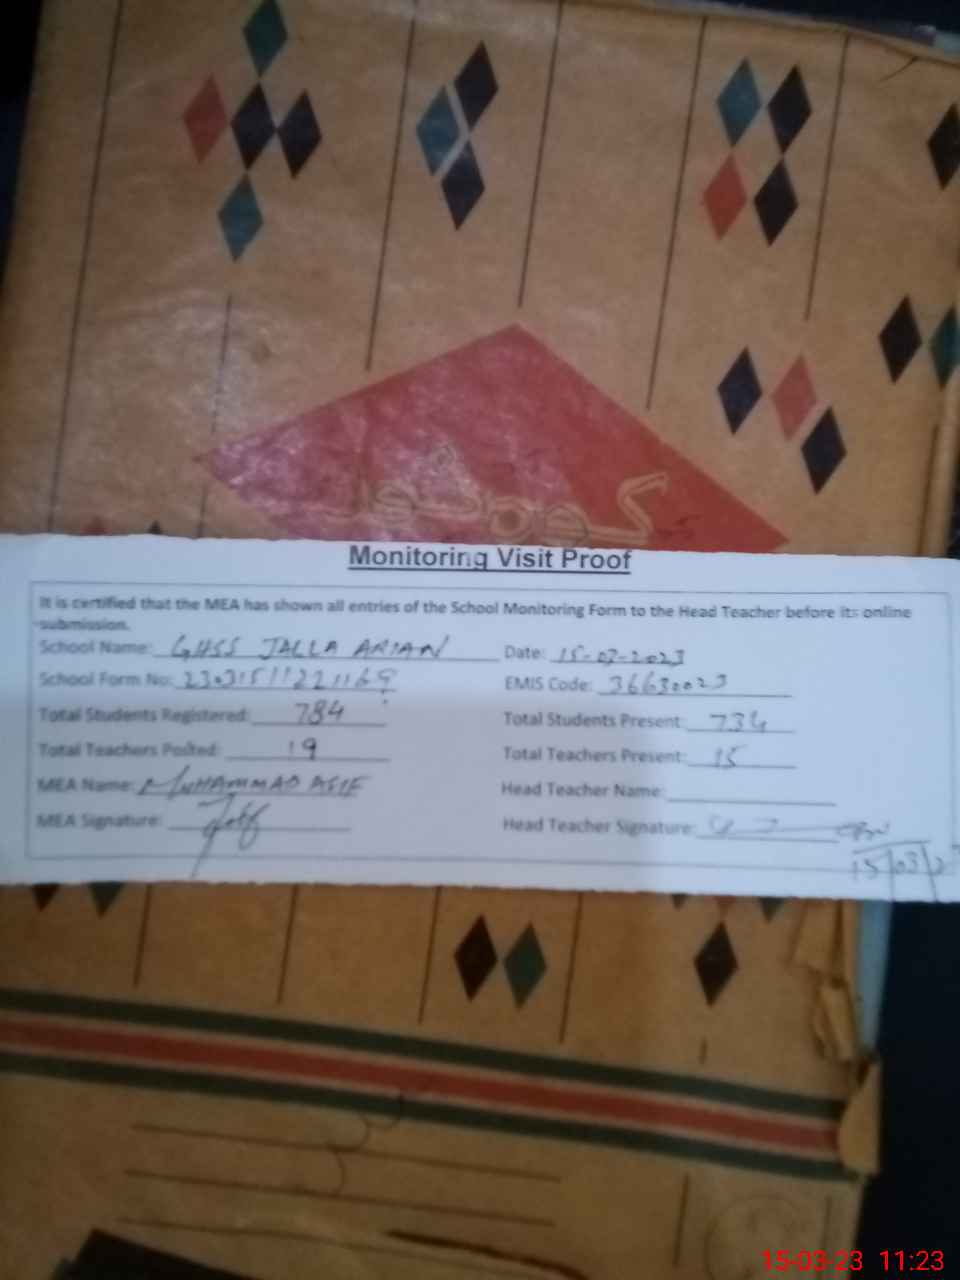 Monitoring Visit Proof
It is certified that the MEA has shown all entries of the School Monitoring Form to the Head Teacher before its online
submission.
School Name: GHSS JALLA ARIAN Date: 15-03-2023
School Form No: EMIS Code: 36630023
Total Students Registered: 784 Total Students Present: 734
Total Teachers Posted: 19 Total Teachers Present: 15
MEA Name: MUHAMMAD ASIF Head Teacher Name:
MEA Signature: Head Teacher Signature:
15/03/23
15-03-23 11:23